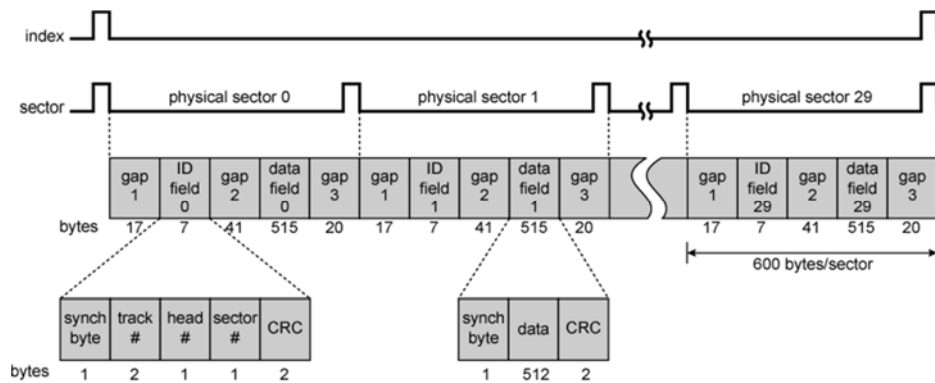 index
sector
physical sector 0
physical sector 1
physical sector 29
gap 1
ID field 0
gap 2
data field 0
gap 3
gap 1
ID field 1
gap 2
data field 1
gap 3
gap 1
ID field 29
gap 2
data field 29
gap 3
bytes 17 7 41 515 20 17 7 41 515 20 17 7 41 515 20
600 bytes/sector
synch byte
track #
head #
sector #
CRC
synch byte
data
CRC
bytes 1 2 1 1 2 1 512 2